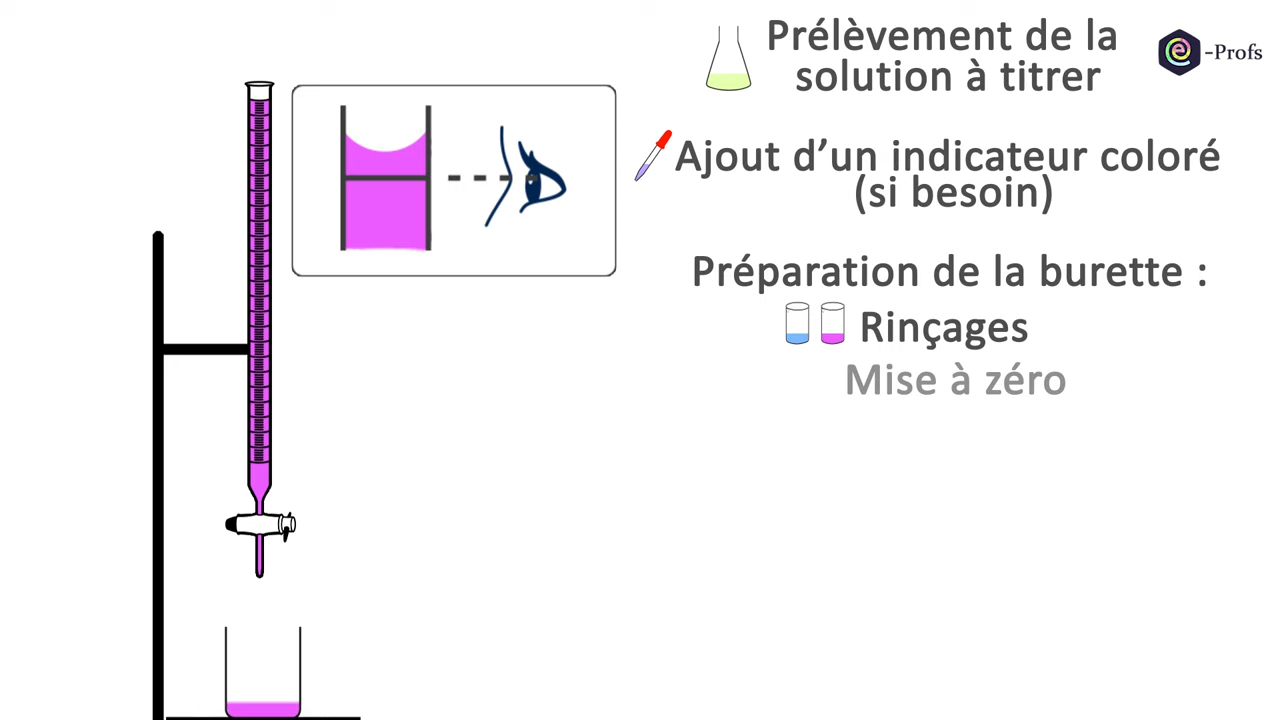 Prélèvement de la
solution à titrer
e-Profs
Ajout d’un indicateur coloré
(si besoin)
Préparation de la burette :
Rinçages
Mise à zéro